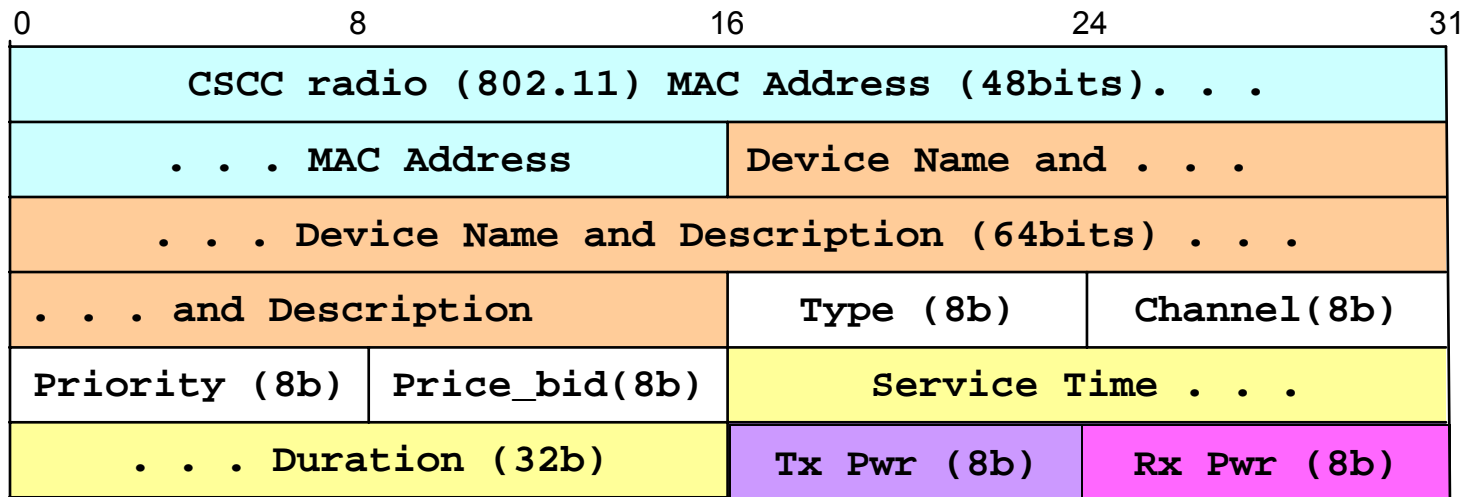 0 8 16 24 31
CSCC radio (802.11) MAC Address (48bits). . .
. . . MAC Address Device Name and . . .
. . . Device Name and Description (64bits) . . .
. . . and Description Type (8b) Channel(8b)
Priority (8b) Price_bid(8b) Service Time . . .
. . . Duration (32b) Tx Pwr (8b) Rx Pwr (8b)